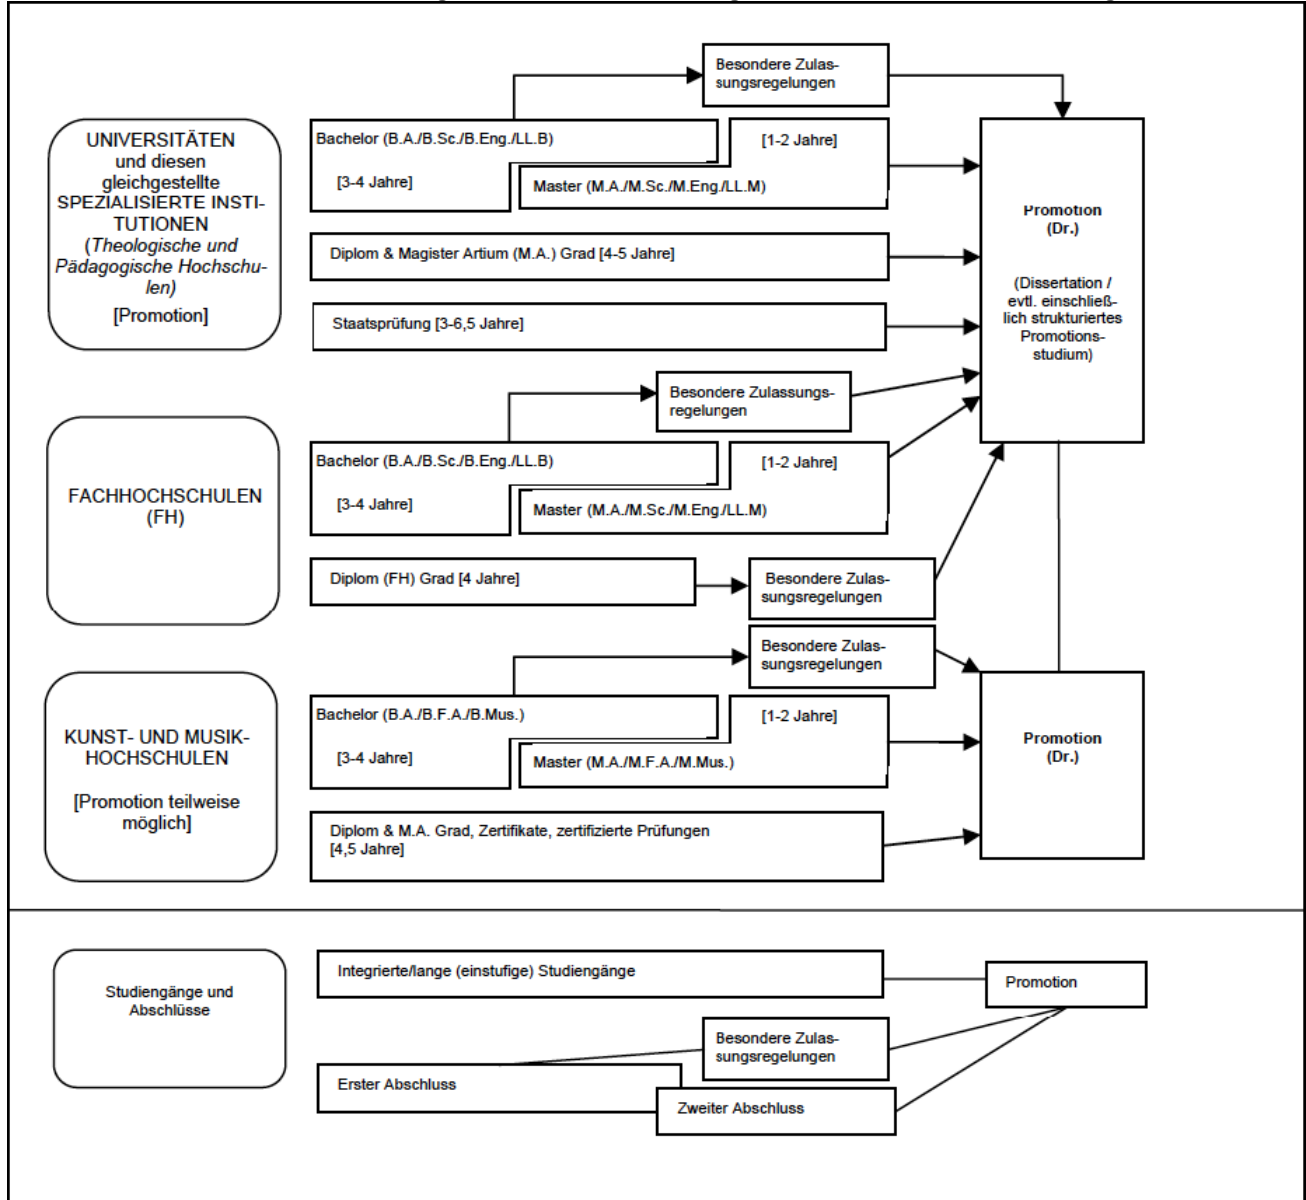 Besondere Zulas-
sungsregelungen
UNIVERSITÄTEN
und diesen
gleichgestellte
SPEZIALISIERTE INSTI-
TUTIONEN
(Theologische und
Pädagogische Hochschu-
len)
[Promotion]
Bachelor (B.A./B.Sc./B.Eng./LL.B)
[3-4 Jahre]
[1-2 Jahre]
Master (M.A./M.Sc./M.Eng./LL.M)
Diplom & Magister Artium (M.A.) Grad [4-5 Jahre]
Staatsprüfung [3-6,5 Jahre]
Promotion
(Dr.)
(Dissertation /
evtl. einschließ-
lich strukturiertes
Promotions-
studium)
Besondere Zulassungs-
regelungen
FACHHOCHSCHULEN
(FH)
Bachelor (B.A./B.Sc./B.Eng./LL.B)
[3-4 Jahre]
[1-2 Jahre]
Master (M.A./M.Sc./M.Eng./LL.M)
Diplom (FH) Grad [4 Jahre]
Besondere Zulas-
sungsregelungen
Besondere Zulas-
sungsregelungen
KUNST- UND MUSIK-
HOCHSCHULEN
[Promotion teilweise
möglich]
Bachelor (B.A./B.F.A./B.Mus.)
[3-4 Jahre]
[1-2 Jahre]
Master (M.A./M.F.A./M.Mus.)
Diplom & M.A. Grad, Zertifikate, zertifizierte Prüfungen
[4,5 Jahre]
Promotion
(Dr.)
Studiengänge und
Abschlüsse
Integrierte/lange (einstufige) Studiengänge
Promotion
Besondere Zulas-
sungsregelungen
Erster Abschluss
Zweiter Abschluss